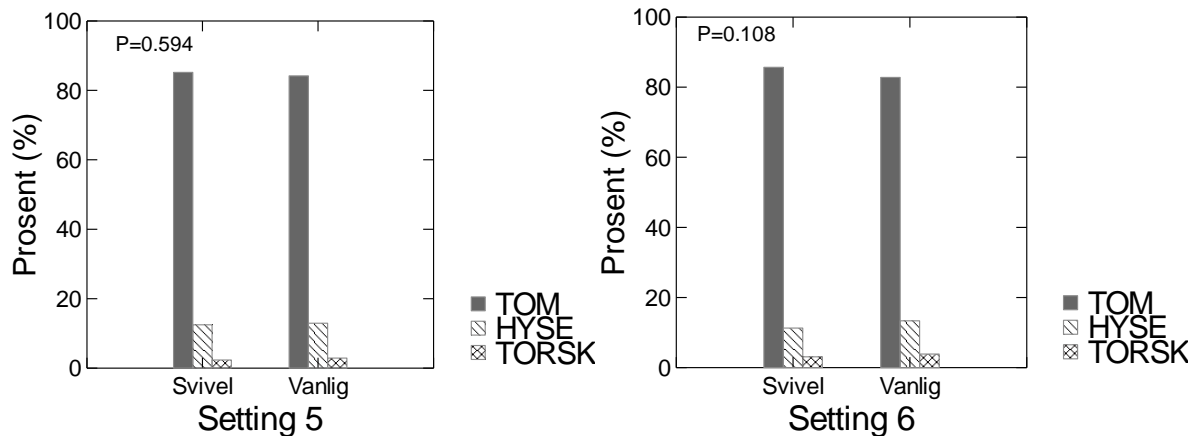 P=0.594
Prosent (%)
100
80
60
40
20
0
Svivel Vanlig
Setting 5
TOM
HYSE
TORSK
P=0.108
Prosent (%)
100
80
60
40
20
0
Svivel Vanlig
Setting 6
TOM
HYSE
TORSK